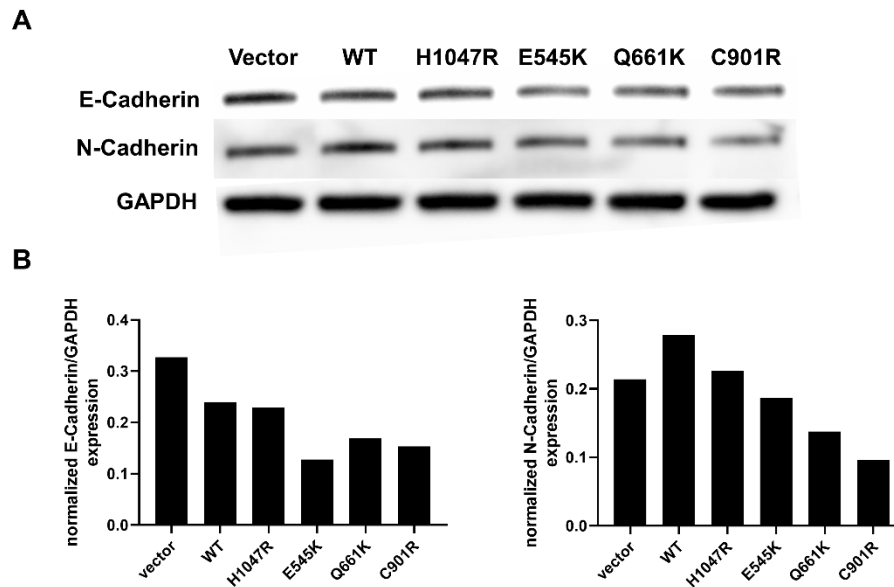 A
Vector WT H1047R E545K Q661K C901R
E-Cadherin
N-Cadherin
GAPDH
B
normalized E-Cadherin/GAPDH
expression
0.4
0.3
0.2
0.1
0.0
vector WT H1047R E545K Q661K C901R
normalized N-Cadherin/GAPDH
expression
0.3
0.2
0.1
0.0
vector WT H1047R E545K Q661K C901R